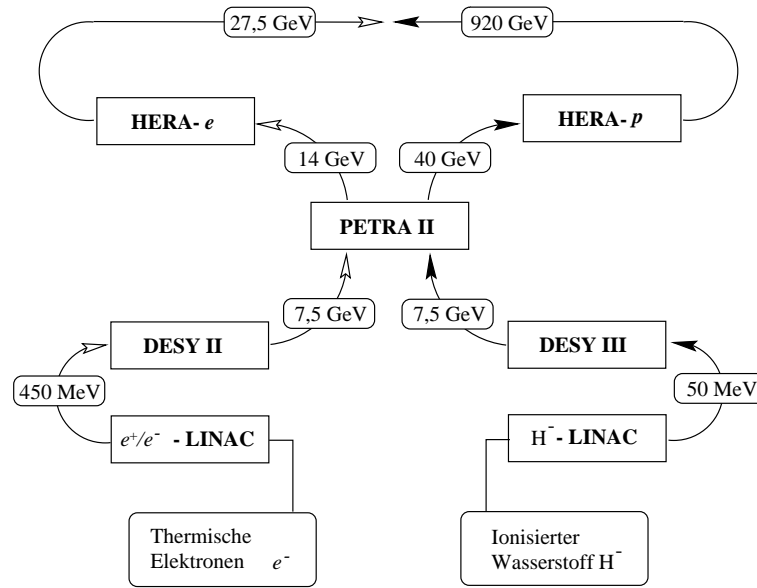 27,5 GeV
920 GeV
HERA- e
HERA- p
14 GeV
40 GeV
PETRA II
7,5 GeV
7,5 GeV
DESY II
DESY III
450 MeV
50 MeV
e⁺/e⁻ - LINAC
H⁻ - LINAC
Thermische
Elektronen e⁻
Ionisierter
Wasserstoff H⁻